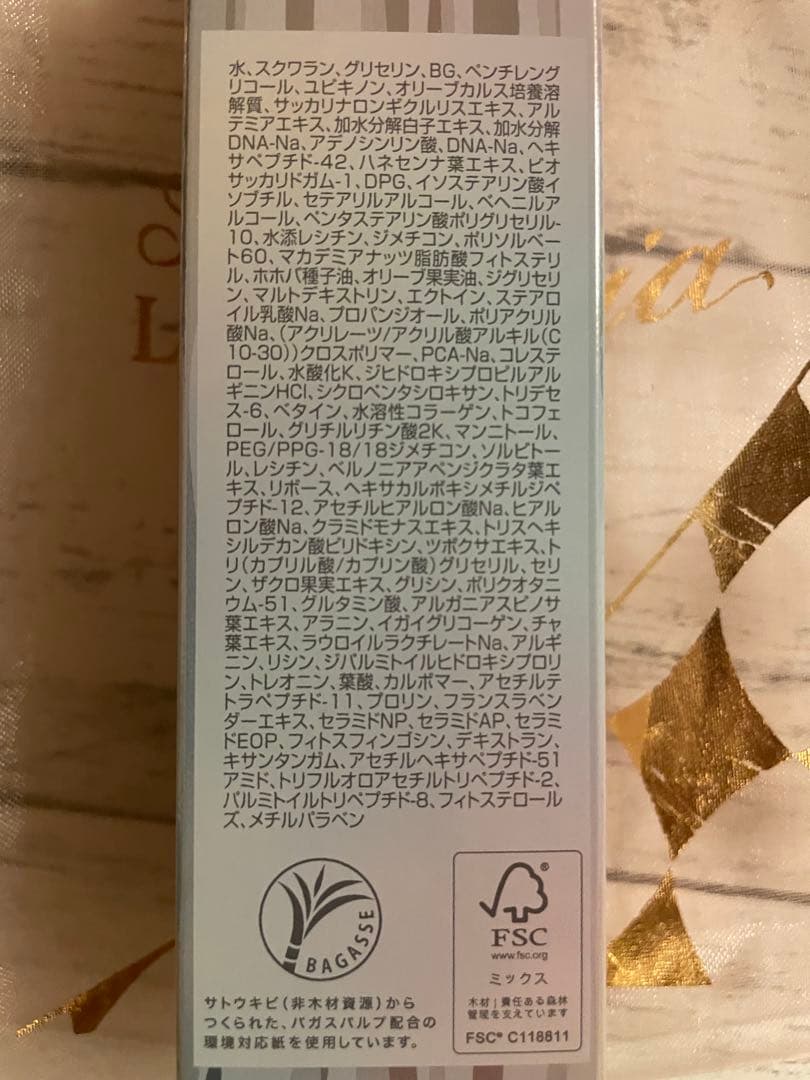 水、スクワラン、グリセリン、BG、ペンチレング
リコール、ユビキノン、オリーブカルス培養溶
解質、サッカリナロンギクルリスエキス、アル
テミアエキス、加水分解白子エキス、加水分解
DNA-Na、アデノシンリン酸、DNA-Na、ヘキ
サペプチド-42、ハネセンナ葉エキス、ビオ
サッカリドガム-1、DPG、イソステアリン酸イ
ソブチル、セテアリルアルコール、ベヘニルア
ルコール、ペンタステアリン酸ポリグリセリル-
10、水添レシチン、ジメチコン、ポリソルベー
ト60、マカデミアナッツ脂肪酸フィトステリ
ル、ホホバ種子油、オリーブ果実油、ジグリセリ
ン、マルトデキストリン、エクトイン、ステアロ
イル乳酸Na、プロパンジオール、ポリアクリル
酸Na、(アクリレーツ/アクリル酸アルキル(C
10-30))クロスポリマー、PCA-Na、コレステ
ロール、水酸化K、ジヒドロキシプロピルアル
ギニンHCl、シクロペンタシロキサン、トリデセ
ス-6、ベタイン、水溶性コラーゲン、トコフェ
ロール、グリチルリチン酸2K、マンニトール、
PEG/PPG-18/18ジメチコン、ソルビトー
ル、レシチン、ベルノニアアペンジクラタ葉エ
キス、リボース、ヘキサカルボキシメチルジペ
プチド-12、アセチルヒアルロン酸Na、ヒアル
ロン酸Na、クラミドモナスエキス、トリスヘキ
シルデカン酸ピリドキシン、ツボクサエキス、ト
リ(カプリル酸/カプリン酸)グリセリル、セリ
ン、ザクロ果実エキス、グリシン、ポリクオタニ
ウム-51、グルタミン酸、アルガニアスピノサ
葉エキス、アラニン、イガイグリコーゲン、チャ
葉エキス、ラウロイルラクチレートNa、アルギ
ニン、リシン、ジパルミトイルヒドロキシプロリ
ン、トレオニン、葉酸、カルボマー、アセチルテ
トラペプチド-11、プロリン、フランスラベン
ダーエキス、セラミドNP、セラミドAP、セラミ
ドEOP、フィトスフィンゴシン、デキストラン、
キサンタンガム、アセチルヘキサペプチド-51
アミド、トリフルオロアセチルトリペプチド-2、
パルミトイルトリペプチド-8、フィトステロール
ズ、メチルパラベン
BAGASSE
サトウキビ(非木材資源)から
つくられた、バガスパルプ配合の
環境対応紙を使用しています。
®
FSC
www.fsc.org
ミックス
木材|責任ある森林
管理を支えています
FSC® C118811